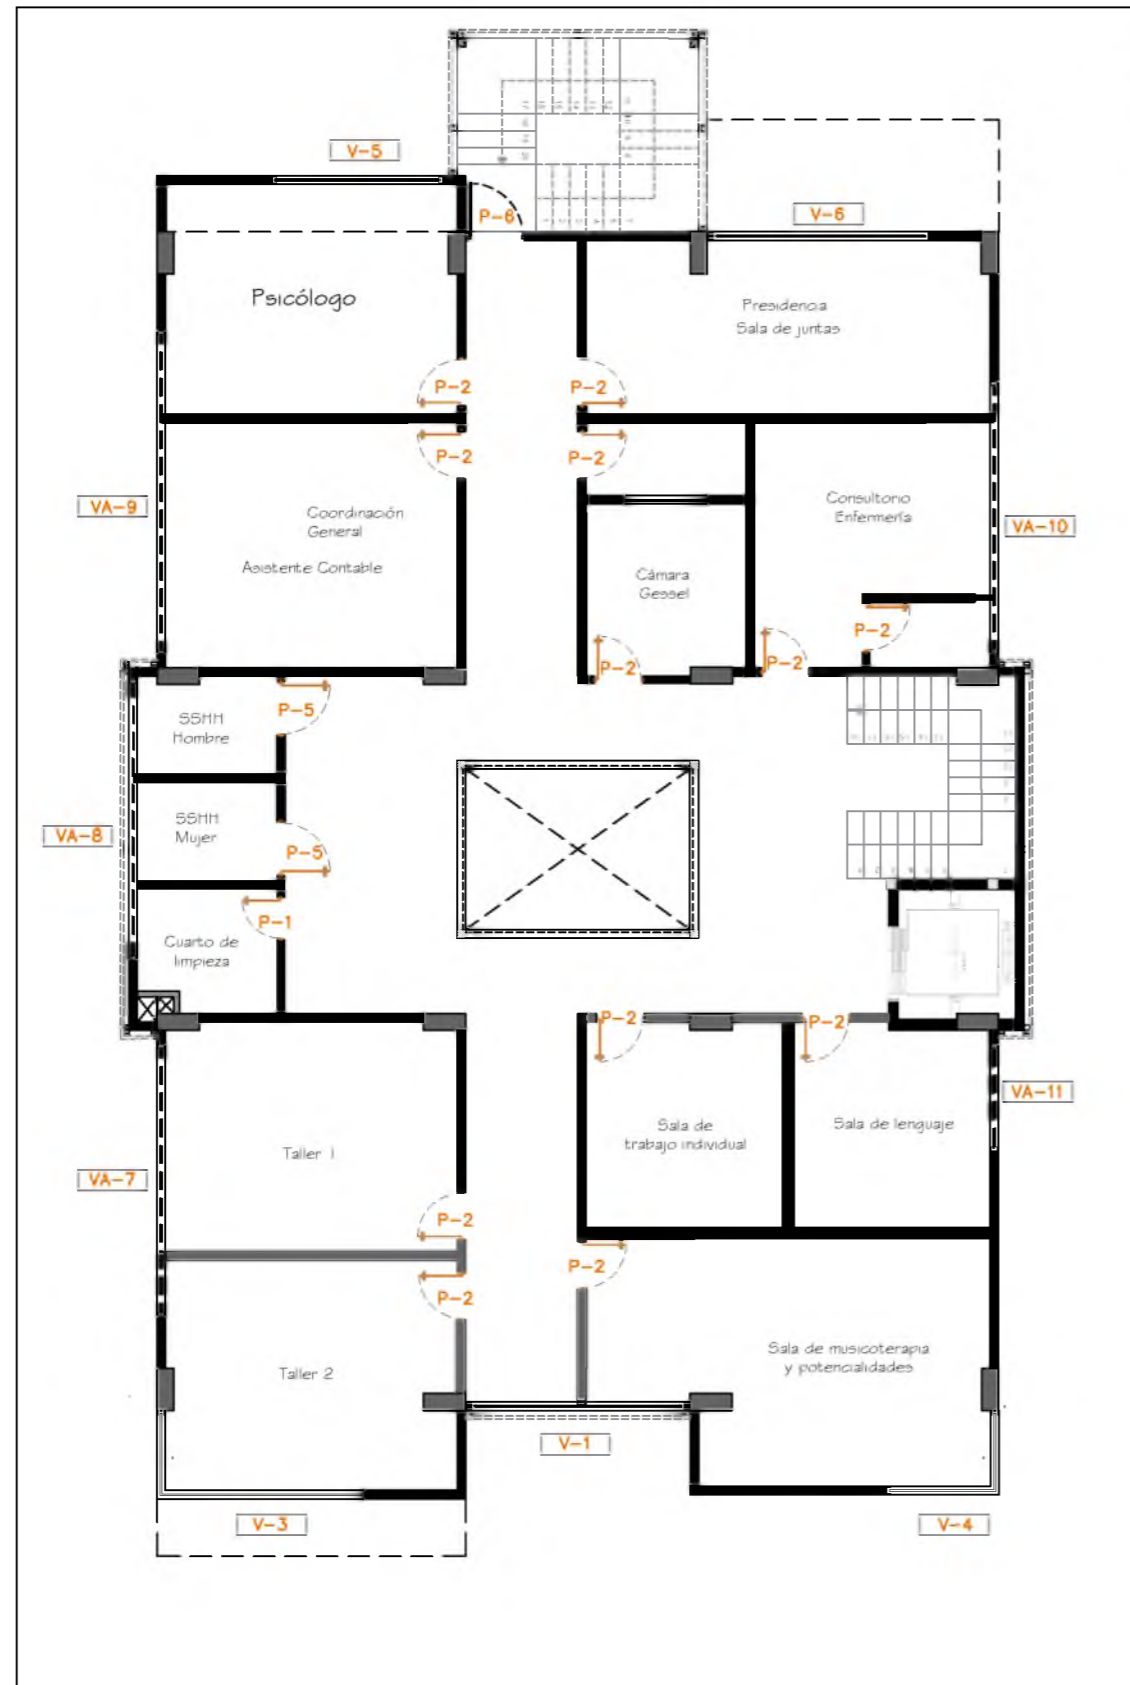 V-5
P-6
V-6
Psicólogo
Presidencia
Sala de juntas
P-2
P-2
P-2
P-2
VA-9
Coordinación
General
Asistente Contable
Consultorio
Enfermería
VA-10
Cámara
Gessel
P-2
P-2
P-2
SSHH
Hombre
P-5
VA-8
SSHH
Mujer
P-5
P-1
Cuarto de
limpieza
P-2
P-2
VA-11
Sala de
trabajo individual
Sala de lenguaje
Taller 1
VA-7
P-2
P-2
P-2
Sala de musicoterapia
y potencialidades
Taller 2
V-1
V-3
V-4